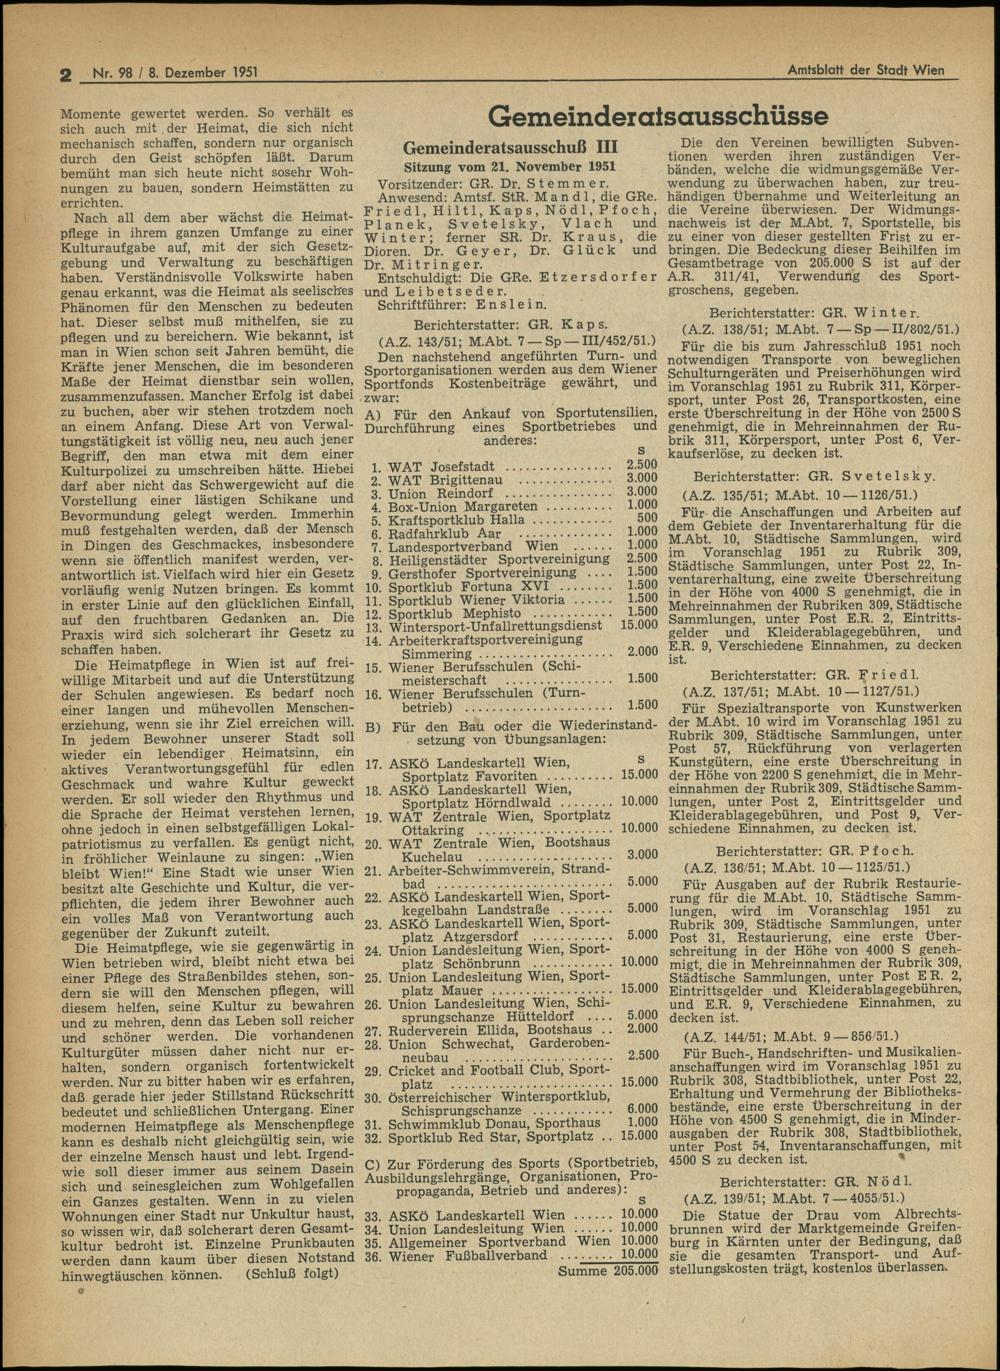 2 Nr. 98 / 8. Dezember 1951
Amtsblatt der Stadt Wien
Momente gewertet werden. So verhält es
sich auch mit der Heimat, die sich nicht
mechanisch schaffen, sondern nur organisch
durch den Geist schöpfen läßt. Darum
bemüht man sich heute nicht sosehr Woh-
nungen zu bauen, sondern Heimstätten zu
errichten.
Nach all dem aber wächst die Heimat-
pflege in ihrem ganzen Umfange zu einer
Kulturaufgabe auf, mit der sich Gesetz-
gebung und Verwaltung zu beschäftigen
haben. Verständnisvolle Volkswirte haben
genau erkannt, was die Heimat als seelisches
Phänomen für den Menschen zu bedeuten
hat. Dieser selbst muß mithelfen, sie zu
pflegen und zu bereichern. Wie bekannt, ist
man in Wien schon seit Jahren bemüht, die
Kräfte jener Menschen, die im besonderen
Maße der Heimat dienstbar sein wollen,
zusammenzufassen. Mancher Erfolg ist dabei
zu buchen, aber wir stehen trotzdem noch
an einem Anfang. Diese Art von Verwal-
tungstätigkeit ist völlig neu, neu auch jener
Begriff, den man etwa mit dem einer
Kulturpolizei zu umschreiben hätte. Hiebei
darf aber nicht das Schwergewicht auf die
Vorstellung einer lästigen Schikane und
Bevormundung gelegt werden. Immerhin
muß festgehalten werden, daß der Mensch
in Dingen des Geschmackes, insbesondere
wenn sie öffentlich manifest werden, ver-
antwortlich ist. Vielfach wird hier ein Gesetz
vorläufig wenig Nutzen bringen. Es kommt
in erster Linie auf den glücklichen Einfall,
auf den fruchtbaren Gedanken an. Die
Praxis wird sich solcherart ihr Gesetz zu
schaffen haben.
Die Heimatpflege in Wien ist auf frei-
willige Mitarbeit und auf die Unterstützung
der Schulen angewiesen. Es bedarf noch
einer langen und mühevollen Menschen-
erziehung, wenn sie ihr Ziel erreichen will.
In jedem Bewohner unserer Stadt soll
wieder ein lebendiger Heimatsinn, ein
aktives Verantwortungsgefühl für edlen
Geschmack und wahre Kultur geweckt
werden. Er soll wieder den Rhythmus und
die Sprache der Heimat verstehen lernen,
ohne jedoch in einen selbstgefälligen Lokal-
patriotismus zu verfallen. Es genügt nicht,
in fröhlicher Weinlaune zu singen: „Wien
bleibt Wien!“ Eine Stadt wie unser Wien
besitzt alte Geschichte und Kultur, die ver-
pflichten, die jedem ihrer Bewohner auch
ein volles Maß von Verantwortung auch
gegenüber der Zukunft zuteilt.
Die Heimatpflege, wie sie gegenwärtig in
Wien betrieben wird, bleibt nicht etwa bei
einer Pflege des Straßenbildes stehen, son-
dern sie will den Menschen pflegen, will
diesem helfen, seine Kultur zu bewahren
und zu mehren, denn das Leben soll reicher
und schöner werden. Die vorhandenen
Kulturgüter müssen daher nicht nur er-
halten, sondern organisch fortentwickelt
werden. Nur zu bitter haben wir es erfahren,
daß gerade hier jeder Stillstand Rückschritt
bedeutet und schließlichen Untergang. Einer
modernen Heimatpflege als Menschenpflege
kann es deshalb nicht gleichgültig sein, wie
der einzelne Mensch haust und lebt. Irgend-
wie soll dieser immer aus seinem Dasein
sich und seinesgleichen zum Wohlgefallen
ein Ganzes gestalten. Wenn in zu vielen
Wohnungen einer Stadt nur Unkultur haust,
so wissen wir, daß solcherart deren Gesamt-
kultur bedroht ist. Einzelne Prunkbauten
werden dann kaum über diesen Notstand
hinwegtäuschen können. (Schluß folgt)
Gemeinderatsausschüsse
Gemeinderatsausschuß III
Sitzung vom 21. November 1951
Vorsitzender: GR. Dr. Stemmer.
Anwesend: Amtsf. StR. Mandl, die GRe.
Friedl, Hiltl, Kaps, Nödl, Pfoch,
Planek, Svetelsky, Vlach und
Winter; ferner SR. Dr. Kraus, die
Dioren. Dr. Geyer, Dr. Glück und
Dr. Mitringer.
Entschuldigt: Die GRe. Etzersdorfer
und Leibetseder.
Schriftführer: Enslein.
Berichterstatter: GR. Kaps.
(A.Z. 143/51; M.Abt. 7 — Sp — III/452/51.)
Den nachstehend angeführten Turn- und
Sportorganisationen werden aus dem Wiener
Sportfonds Kostenbeiträge gewährt, und
zwar:
A) Für den Ankauf von Sportutensilien,
Durchführung eines Sportbetriebes und
anderes:
S
1. WAT Josefstadt ................ 2.500
2. WAT Brigittenau .............. 3.000
3. Union Reindorf ................ 3.000
4. Box-Union Margareten .......... 1.000
5. Kraftsportklub Halla ............ 500
6. Radfahrklub Aar .............. 1.000
7. Landesportverband Wien ...... 1.000
8. Heiligenstädter Sportvereinigung 2.500
9. Gersthofer Sportvereinigung .... 1.500
10. Sportklub Fortuna XVI ........ 1.500
11. Sportklub Wiener Viktoria ...... 1.500
12. Sportklub Mephisto ............ 1.500
13. Wintersport-Unfallrettungsdienst 15.000
14. Arbeiterkraftsportvereinigung
Simmering .................... 2.000
15. Wiener Berufsschulen (Schi-
meisterschaft ................ 1.500
16. Wiener Berufsschulen (Turn-
betrieb) ...................... 1.500
B) Für den Bau oder die Wiederinstand-
setzung von Übungsanlagen:
S
17. ASKÖ Landeskartell Wien,
Sportplatz Favoriten .......... 15.000
18. ASKÖ Landeskartell Wien,
Sportplatz Hörndlwald ........ 10.000
19. WAT Zentrale Wien, Sportplatz
Ottakring .................... 10.000
20. WAT Zentrale Wien, Bootshaus
Kuchelau .................... 3.000
21. Arbeiter-Schwimmverein, Strand-
bad .......................... 5.000
22. ASKÖ Landeskartell Wien, Sport-
kegelbahn Landstraße ........ 5.000
23. ASKÖ Landeskartell Wien, Sport-
platz Atzgersdorf ............ 5.000
24. Union Landesleitung Wien, Sport-
platz Schönbrunn ............ 10.000
25. Union Landesleitung Wien, Sport-
platz Mauer .................. 15.000
26. Union Landesleitung Wien, Schi-
sprungschanze Hütteldorf .... 5.000
27. Ruderverein Ellida, Bootshaus .. 2.000
28. Union Schwechat, Garderoben-
neubau ...................... 2.500
29. Cricket and Football Club, Sport-
platz ........................ 15.000
30. Österreichischer Wintersportklub,
Schisprungschanze ............ 6.000
31. Schwimmklub Donau, Sporthaus 1.000
32. Sportklub Red Star, Sportplatz .. 15.000
C) Zur Förderung des Sports (Sportbetrieb,
Ausbildungslehrgänge, Organisationen, Pro-
propaganda, Betrieb und anderes):
S
33. ASKÖ Landeskartell Wien ...... 10.000
34. Union Landesleitung Wien ...... 10.000
35. Allgemeiner Sportverband Wien 10.000
36. Wiener Fußballverband ........ 10.000
Summe 205.000
Die den Vereinen bewilligten Subven-
tionen werden ihren zuständigen Ver-
bänden, welche die widmungsgemäße Ver-
wendung zu überwachen haben, zur treu-
händigen Übernahme und Weiterleitung an
die Vereine überwiesen. Der Widmungs-
nachweis ist der M.Abt. 7, Sportstelle, bis
zu einer von dieser gestellten Frist zu er-
bringen. Die Bedeckung dieser Beihilfen im
Gesamtbetrage von 205.000 S ist auf der
A.R. 311/41, Verwendung des Sport-
groschens, gegeben.
Berichterstatter: GR. Winter.
(A.Z. 138/51; M.Abt. 7 — Sp — II/802/51.)
Für die bis zum Jahresschluß 1951 noch
notwendigen Transporte von beweglichen
Schulturngeräten und Preiserhöhungen wird
im Voranschlag 1951 zu Rubrik 311, Körper-
sport, unter Post 26, Transportkosten, eine
erste Überschreitung in der Höhe von 2500 S
genehmigt, die in Mehreinnahmen der Ru-
brik 311, Körpersport, unter Post 6, Ver-
kaufserlöse, zu decken ist.
Berichterstatter: GR. Svetelsky.
(A.Z. 135/51; M.Abt. 10 — 1126/51.)
Für die Anschaffungen und Arbeiten auf
dem Gebiete der Inventarerhaltung für die
M.Abt. 10, Städtische Sammlungen, wird
im Voranschlag 1951 zu Rubrik 309,
Städtische Sammlungen, unter Post 22, In-
ventarerhaltung, eine zweite Überschreitung
in der Höhe von 4000 S genehmigt, die in
Mehreinnahmen der Rubriken 309, Städtische
Sammlungen, unter Post E.R. 2, Eintritts-
gelder und Kleiderablagegebühren, und
E.R. 9, Verschiedene Einnahmen, zu decken
ist.
Berichterstatter: GR. Friedl.
(A.Z. 137/51; M.Abt. 10 — 1127/51.)
Für Spezialtransporte von Kunstwerken
der M.Abt. 10 wird im Voranschlag 1951 zu
Rubrik 309, Städtische Sammlungen, unter
Post 57, Rückführung von verlagerten
Kunstgütern, eine erste Überschreitung in
der Höhe von 2200 S genehmigt, die in Mehr-
einnahmen der Rubrik 309, Städtische Samm-
lungen, unter Post 2, Eintrittsgelder und
Kleiderablagegebühren, und Post 9, Ver-
schiedene Einnahmen, zu decken ist.
Berichterstatter: GR. Pfoch.
(A.Z. 136/51; M.Abt. 10 — 1125/51.)
Für Ausgaben auf der Rubrik Restaurie-
rung für die M.Abt. 10, Städtische Samm-
lungen, wird im Voranschlag 1951 zu
Rubrik 309, Städtische Sammlungen, unter
Post 31, Restaurierung, eine erste Über-
schreitung in der Höhe von 4000 S geneh-
migt, die in Mehreinnahmen der Rubrik 309,
Städtische Sammlungen, unter Post E R. 2,
Eintrittsgelder und Kleiderablagegebühren,
und E.R. 9, Verschiedene Einnahmen, zu
decken ist.
(A.Z. 144/51; M.Abt. 9 — 856/51.)
Für Buch-, Handschriften- und Musikalien-
anschaffungen wird im Voranschlag 1951 zu
Rubrik 308, Stadtbibliothek, unter Post 22,
Erhaltung und Vermehrung der Bibliotheks-
bestände, eine erste Überschreitung in der
Höhe von 4500 S genehmigt, die in Minder-
ausgaben der Rubrik 308, Stadtbibliothek,
unter Post 54, Inventaranschaffungen, mit
4500 S zu decken ist.
Berichterstatter: GR. Nödl.
(A.Z. 139/51; M.Abt. 7 — 4055/51.)
Die Statue der Drau vom Albrechts-
brunnen wird der Marktgemeinde Greifen-
burg in Kärnten unter der Bedingung, daß
sie die gesamten Transport- und Auf-
stellungskosten trägt, kostenlos überlassen.